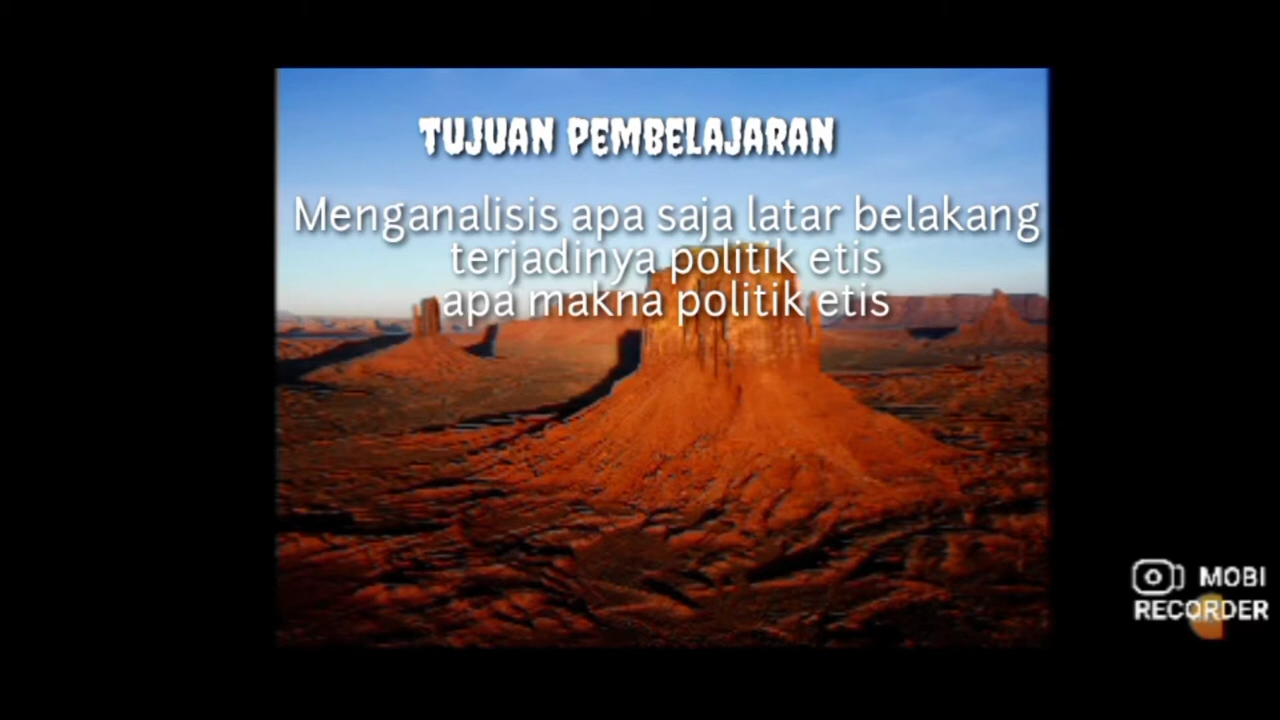 TUJUAN PEMBELAJARAN
Menganalisis apa saja latar belakang
terjadinya politik etis
apa makna politik etis
MOBI
RECORDER